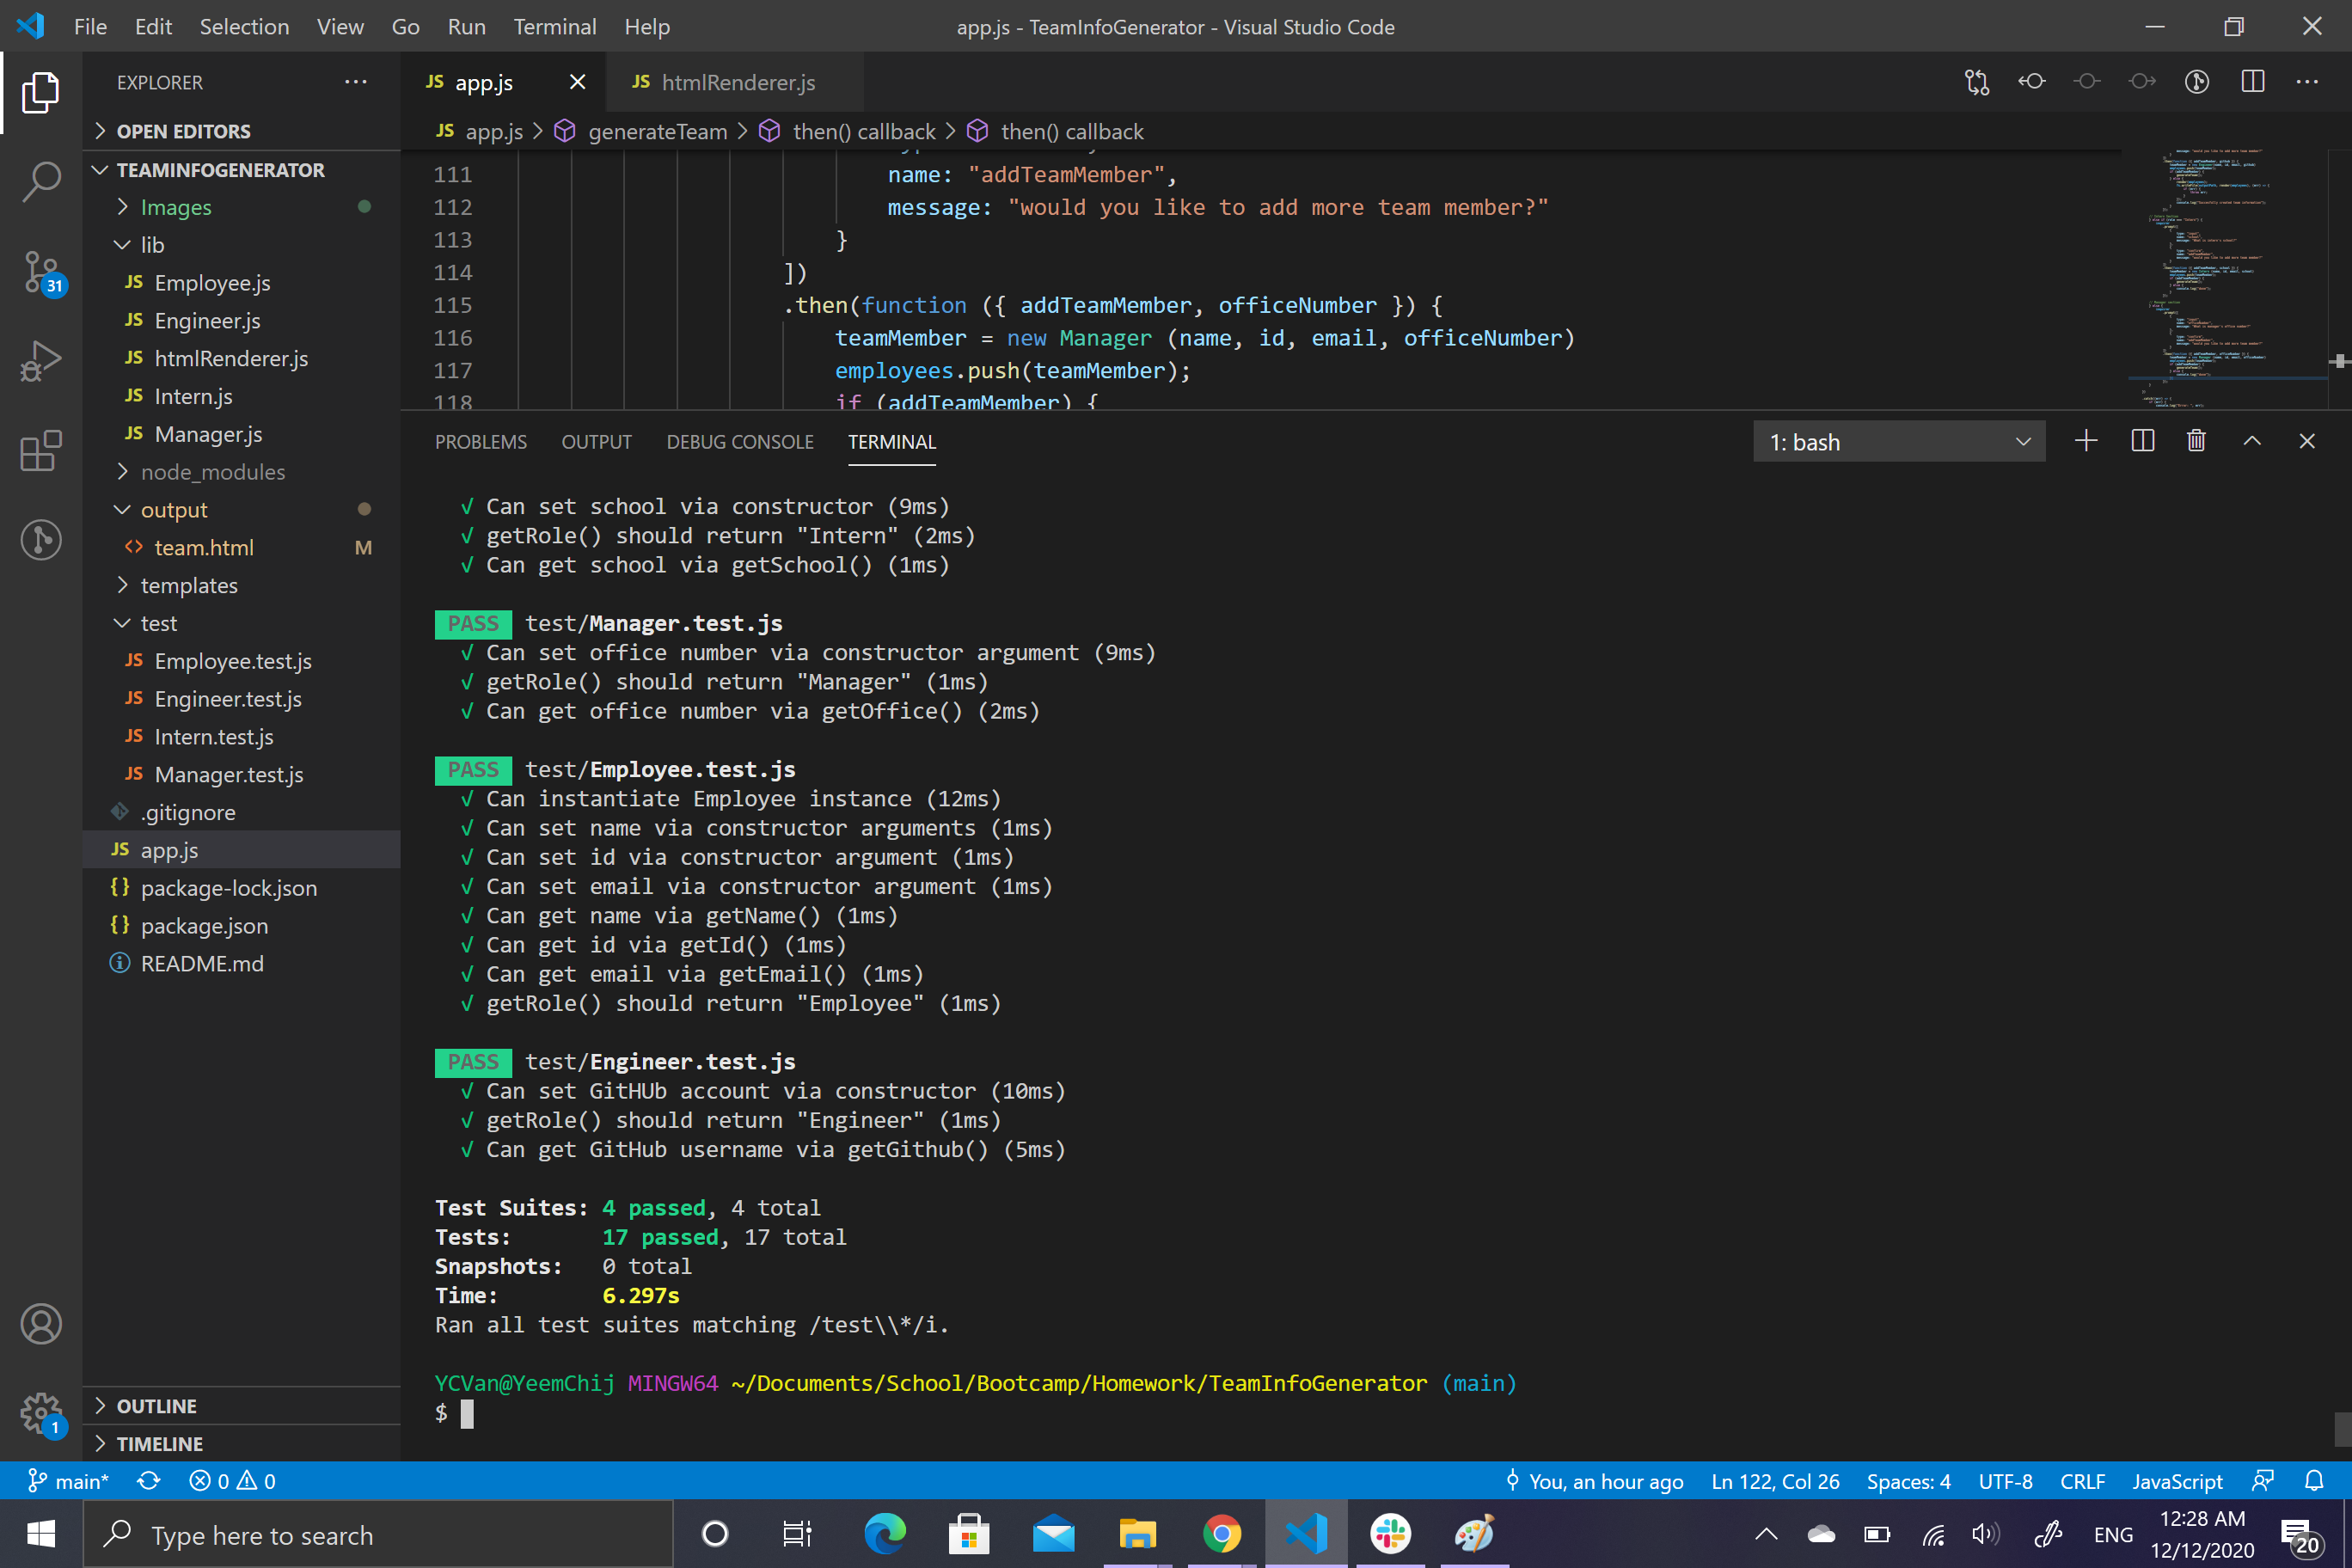 File Edit Selection View Go Run Terminal Help
app.js - TeamInfoGenerator - Visual Studio Code
EXPLORER
OPEN EDITORS
TEAMINFOGENERATOR
Images
lib
JS Employee.js
JS Engineer.js
JS htmlRenderer.js
JS Intern.js
JS Manager.js
node_modules
output
team.html M
templates
test
JS Employee.test.js
JS Engineer.test.js
JS Intern.test.js
JS Manager.test.js
.gitignore
JS app.js
{} package-lock.json
{} package.json
README.md
OUTLINE
TIMELINE
31
1
JS app.js
JS htmlRenderer.js
JS app.js > generateTeam > then() callback > then() callback
111 name: "addTeamMember",
112 message: "would you like to add more team member?"
113 }
114 ])
115 .then(function ({ addTeamMember, officeNumber }) {
116 teamMember = new Manager (name, id, email, officeNumber)
117 employees.push(teamMember);
118 if (addTeamMember) {
PROBLEMS OUTPUT DEBUG CONSOLE TERMINAL
1: bash
√ Can set school via constructor (9ms)
√ getRole() should return "Intern" (2ms)
√ Can get school via getSchool() (1ms)
PASS test/Manager.test.js
√ Can set office number via constructor argument (9ms)
√ getRole() should return "Manager" (1ms)
√ Can get office number via getOffice() (2ms)
PASS test/Employee.test.js
√ Can instantiate Employee instance (12ms)
√ Can set name via constructor arguments (1ms)
√ Can set id via constructor argument (1ms)
√ Can set email via constructor argument (1ms)
√ Can get name via getName() (1ms)
√ Can get id via getId() (1ms)
√ Can get email via getEmail() (1ms)
√ getRole() should return "Employee" (1ms)
PASS test/Engineer.test.js
√ Can set GitHUb account via constructor (10ms)
√ getRole() should return "Engineer" (1ms)
√ Can get GitHub username via getGithub() (5ms)
Test Suites: 4 passed, 4 total
Tests: 17 passed, 17 total
Snapshots: 0 total
Time: 6.297s
Ran all test suites matching /test\\*/i.
YCVan@YeemChij MINGW64 ~/Documents/School/Bootcamp/Homework/TeamInfoGenerator (main)
$
main* 0 0
You, an hour ago Ln 122, Col 26 Spaces: 4 UTF-8 CRLF JavaScript
Type here to search
ENG
12:28 AM
12/12/2020
20